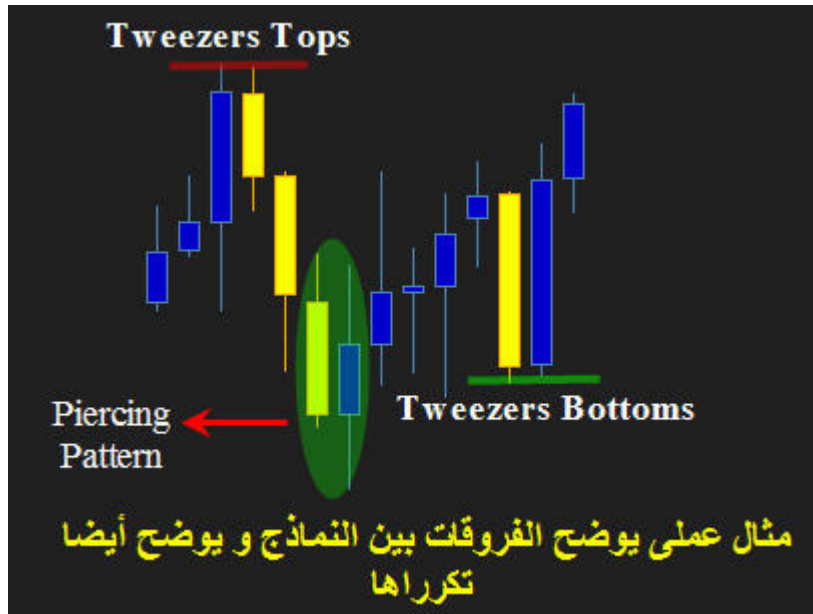 Tweezers Tops
Tweezers Bottoms
Piercing
Pattern
مثال عملى يوضح الفروقات بين النماذج و يوضح أيضا
تكرراها